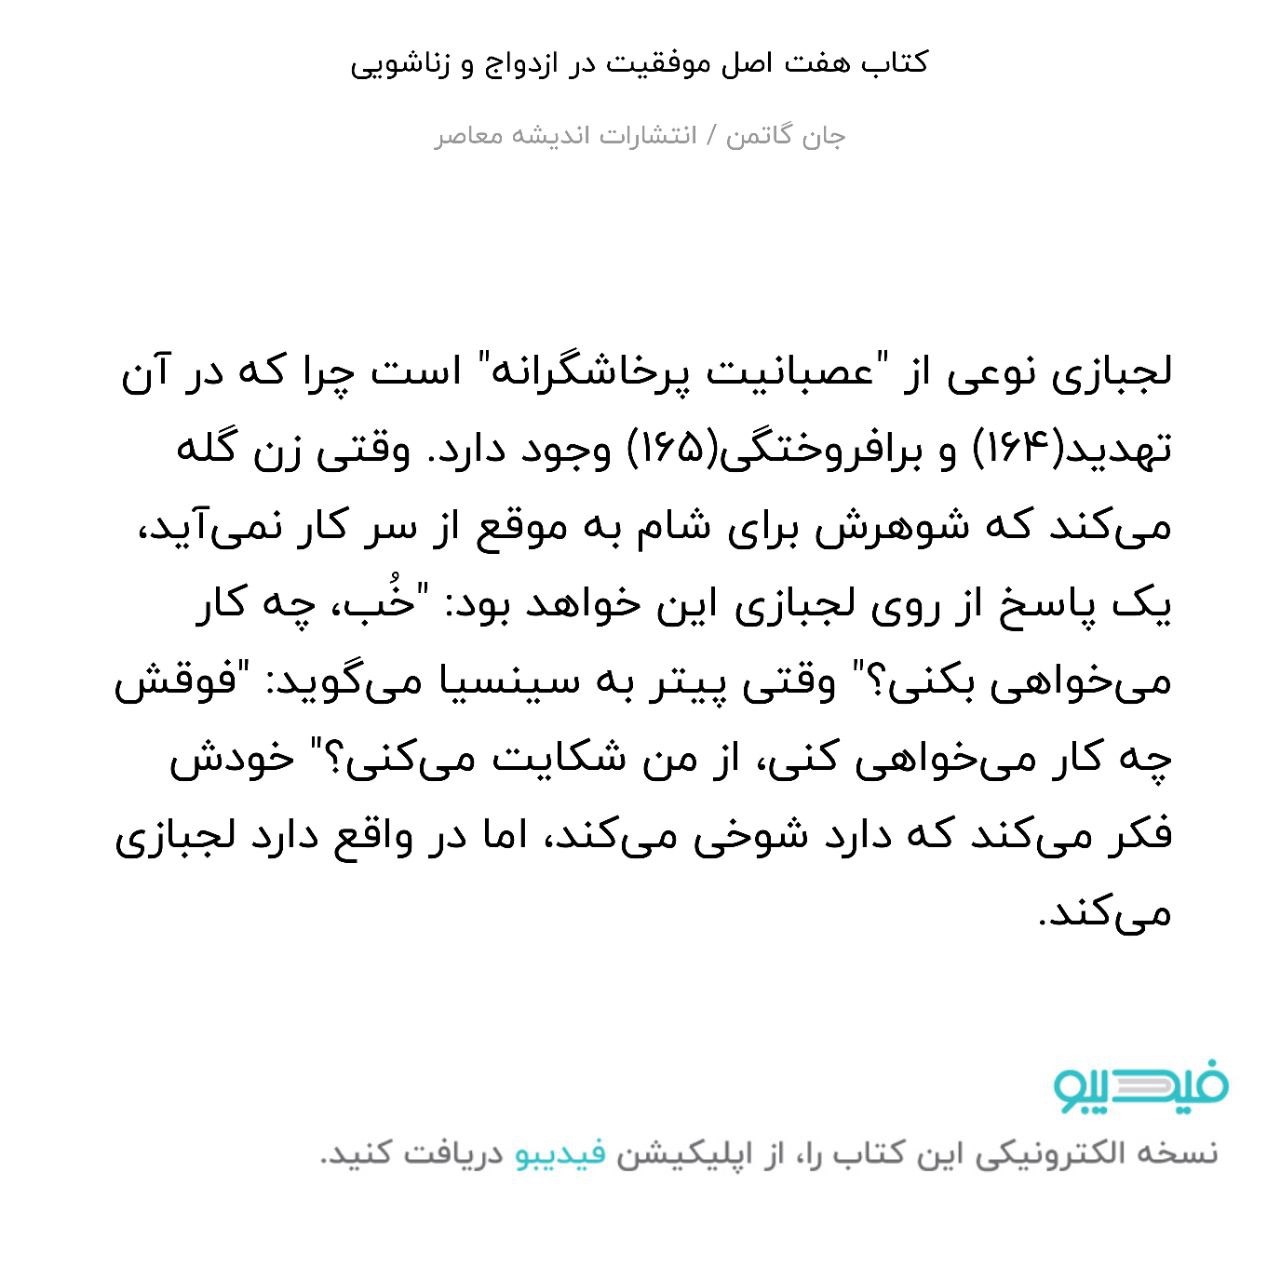 کتاب هفت اصل موفقیت در ازدواج و زناشویی
جان گاتمن / انتشارات اندیشه معاصر
لجبازی نوعی از "عصبانیت پرخاشگرانه" است چرا که در آن
تهدید(۱۶۴) و برافروختگی(۱۶۵) وجود دارد. وقتی زن گله
می‌کند که شوهرش برای شام به موقع از سر کار نمی‌آید،
یک پاسخ از روی لجبازی این خواهد بود: "خُب، چه کار
می‌خواهی بکنی؟" وقتی پیتر به سینسیا می‌گوید: "فوقش
چه کار می‌خواهی کنی، از من شکایت می‌کنی؟" خودش
فکر می‌کند که دارد شوخی می‌کند، اما در واقع دارد لجبازی
می‌کند.
فیدیبو
نسخه الکترونیکی این کتاب را، از اپلیکیشن فیدیبو دریافت کنید.